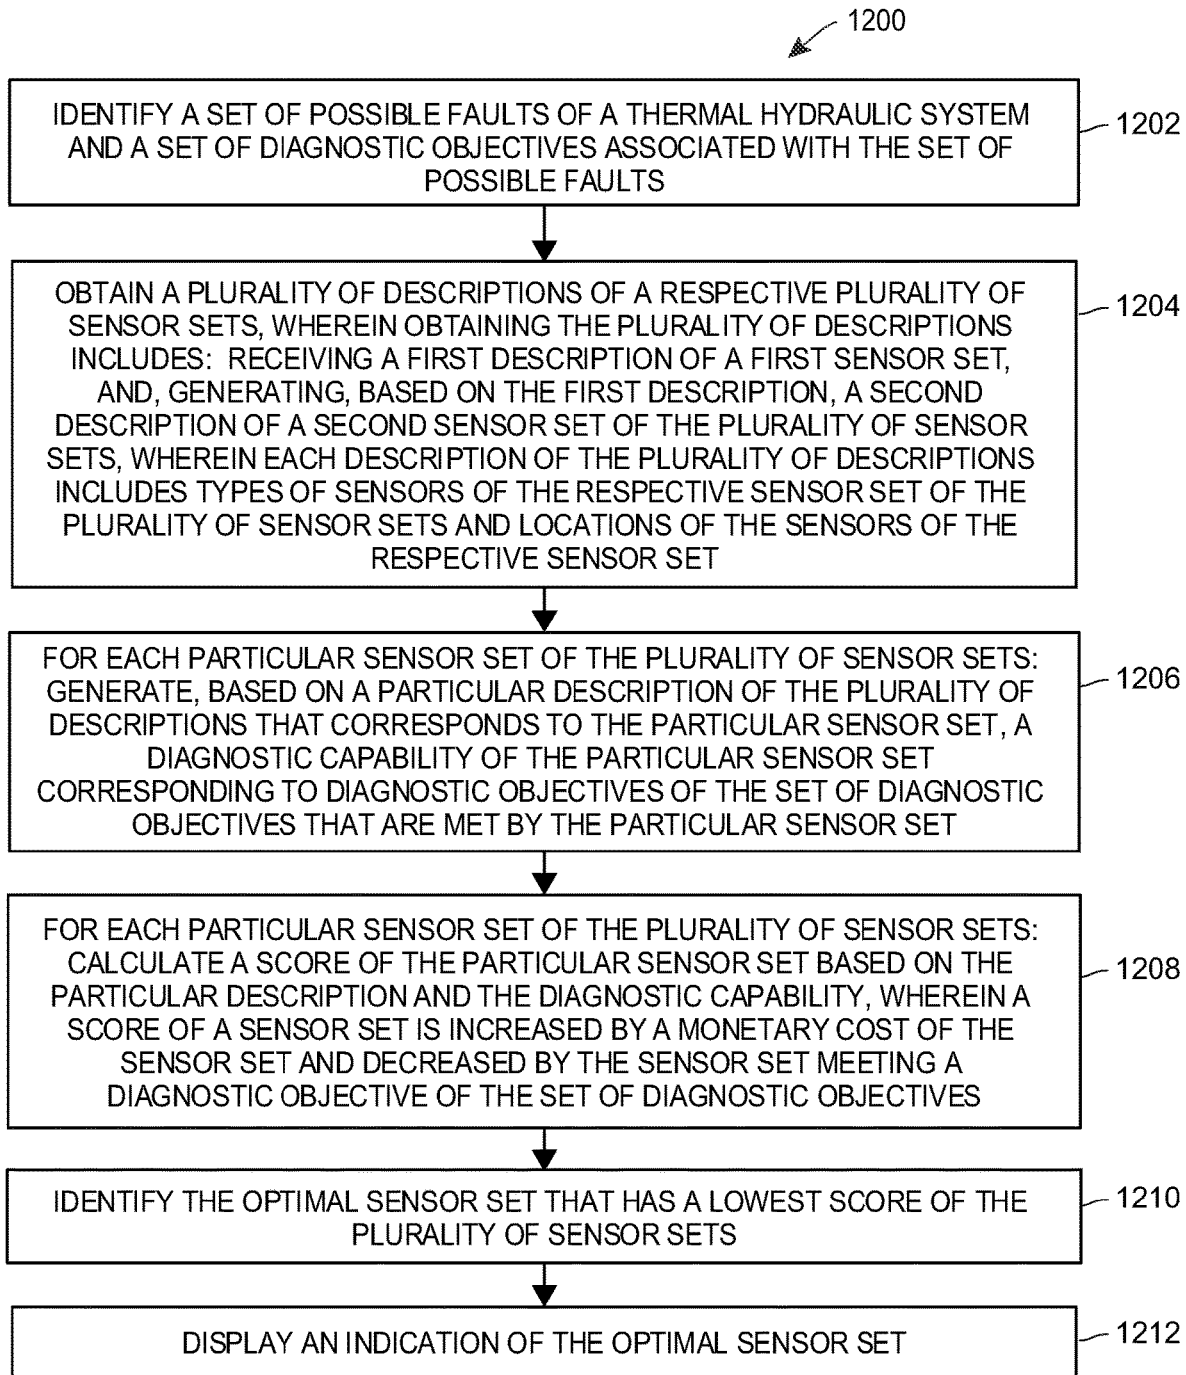 1200
IDENTIFY A SET OF POSSIBLE FAULTS OF A THERMAL HYDRAULIC SYSTEM
AND A SET OF DIAGNOSTIC OBJECTIVES ASSOCIATED WITH THE SET OF
POSSIBLE FAULTS
1202
OBTAIN A PLURALITY OF DESCRIPTIONS OF A RESPECTIVE PLURALITY OF
SENSOR SETS, WHEREIN OBTAINING THE PLURALITY OF DESCRIPTIONS
INCLUDES: RECEIVING A FIRST DESCRIPTION OF A FIRST SENSOR SET,
AND, GENERATING, BASED ON THE FIRST DESCRIPTION, A SECOND
DESCRIPTION OF A SECOND SENSOR SET OF THE PLURALITY OF SENSOR
SETS, WHEREIN EACH DESCRIPTION OF THE PLURALITY OF DESCRIPTIONS
INCLUDES TYPES OF SENSORS OF THE RESPECTIVE SENSOR SET OF THE
PLURALITY OF SENSOR SETS AND LOCATIONS OF THE SENSORS OF THE
RESPECTIVE SENSOR SET
1204
FOR EACH PARTICULAR SENSOR SET OF THE PLURALITY OF SENSOR SETS:
GENERATE, BASED ON A PARTICULAR DESCRIPTION OF THE PLURALITY OF
DESCRIPTIONS THAT CORRESPONDS TO THE PARTICULAR SENSOR SET, A
DIAGNOSTIC CAPABILITY OF THE PARTICULAR SENSOR SET
CORRESPONDING TO DIAGNOSTIC OBJECTIVES OF THE SET OF DIAGNOSTIC
OBJECTIVES THAT ARE MET BY THE PARTICULAR SENSOR SET
1206
FOR EACH PARTICULAR SENSOR SET OF THE PLURALITY OF SENSOR SETS:
CALCULATE A SCORE OF THE PARTICULAR SENSOR SET BASED ON THE
PARTICULAR DESCRIPTION AND THE DIAGNOSTIC CAPABILITY, WHEREIN A
SCORE OF A SENSOR SET IS INCREASED BY A MONETARY COST OF THE
SENSOR SET AND DECREASED BY THE SENSOR SET MEETING A
DIAGNOSTIC OBJECTIVE OF THE SET OF DIAGNOSTIC OBJECTIVES
1208
IDENTIFY THE OPTIMAL SENSOR SET THAT HAS A LOWEST SCORE OF THE
PLURALITY OF SENSOR SETS
1210
DISPLAY AN INDICATION OF THE OPTIMAL SENSOR SET
1212